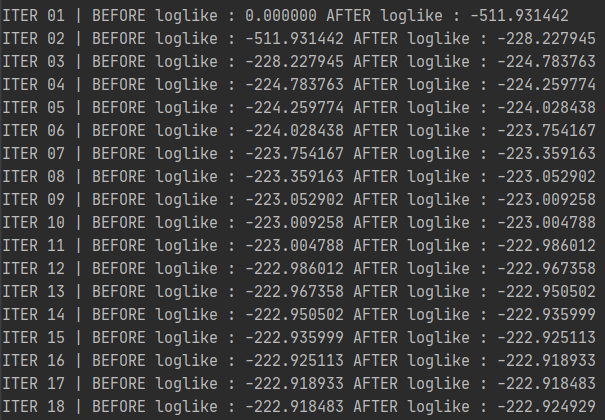 ITER 01 | BEFORE loglike : 0.000000 AFTER loglike : -511.931442
ITER 02 | BEFORE loglike : -511.931442 AFTER loglike : -228.227945
ITER 03 | BEFORE loglike : -228.227945 AFTER loglike : -224.783763
ITER 04 | BEFORE loglike : -224.783763 AFTER loglike : -224.259774
ITER 05 | BEFORE loglike : -224.259774 AFTER loglike : -224.028438
ITER 06 | BEFORE loglike : -224.028438 AFTER loglike : -223.754167
ITER 07 | BEFORE loglike : -223.754167 AFTER loglike : -223.359163
ITER 08 | BEFORE loglike : -223.359163 AFTER loglike : -223.052902
ITER 09 | BEFORE loglike : -223.052902 AFTER loglike : -223.009258
ITER 10 | BEFORE loglike : -223.009258 AFTER loglike : -223.004788
ITER 11 | BEFORE loglike : -223.004788 AFTER loglike : -222.986012
ITER 12 | BEFORE loglike : -222.986012 AFTER loglike : -222.967358
ITER 13 | BEFORE loglike : -222.967358 AFTER loglike : -222.950502
ITER 14 | BEFORE loglike : -222.950502 AFTER loglike : -222.935999
ITER 15 | BEFORE loglike : -222.935999 AFTER loglike : -222.925113
ITER 16 | BEFORE loglike : -222.925113 AFTER loglike : -222.918933
ITER 17 | BEFORE loglike : -222.918933 AFTER loglike : -222.918483
ITER 18 | BEFORE loglike : -222.918483 AFTER loglike : -222.924929